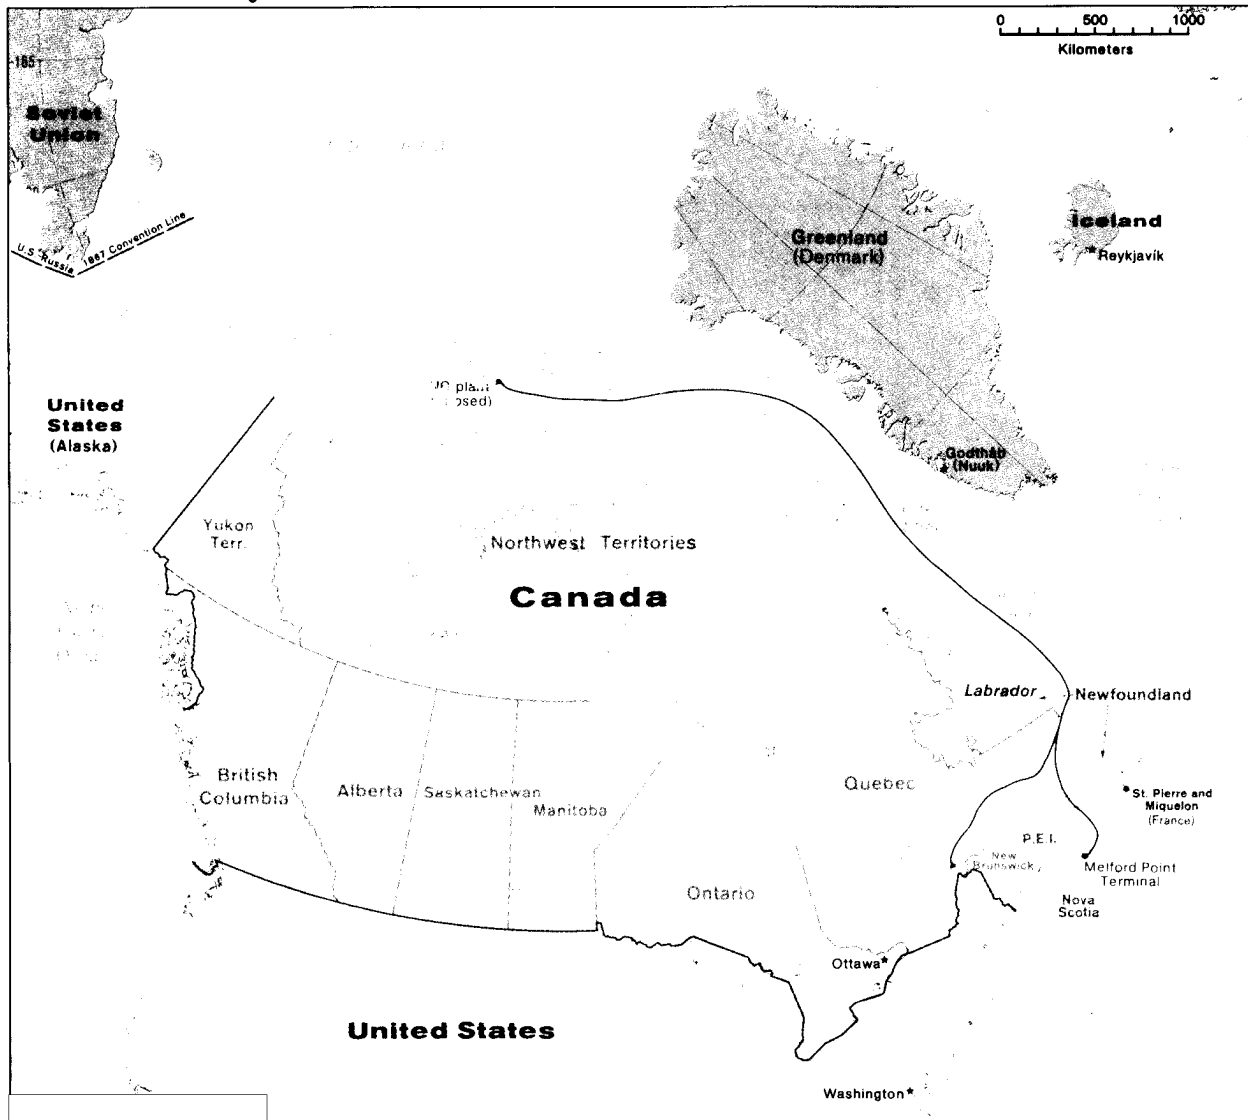 0 500 1000
Kilometers
Soviet
Union
U.S.-Russia
1867 Convention Line
Greenland
(Denmark)
Iceland
Reykjavík
plant
United
States
(Alaska)
Godthåb
(Nuuk)
Yukon
Terr.
Northwest Territories
Canada
Labrador
Newfoundland
British
Columbia
Alberta
Saskatchewan
Manitoba
Quebec
St. Pierre and
Miquelon
(France)
P.E.I.
New
Brunswick
Melford Point
Terminal
Ontario
Nova
Scotia
Ottawa
United States
Washington